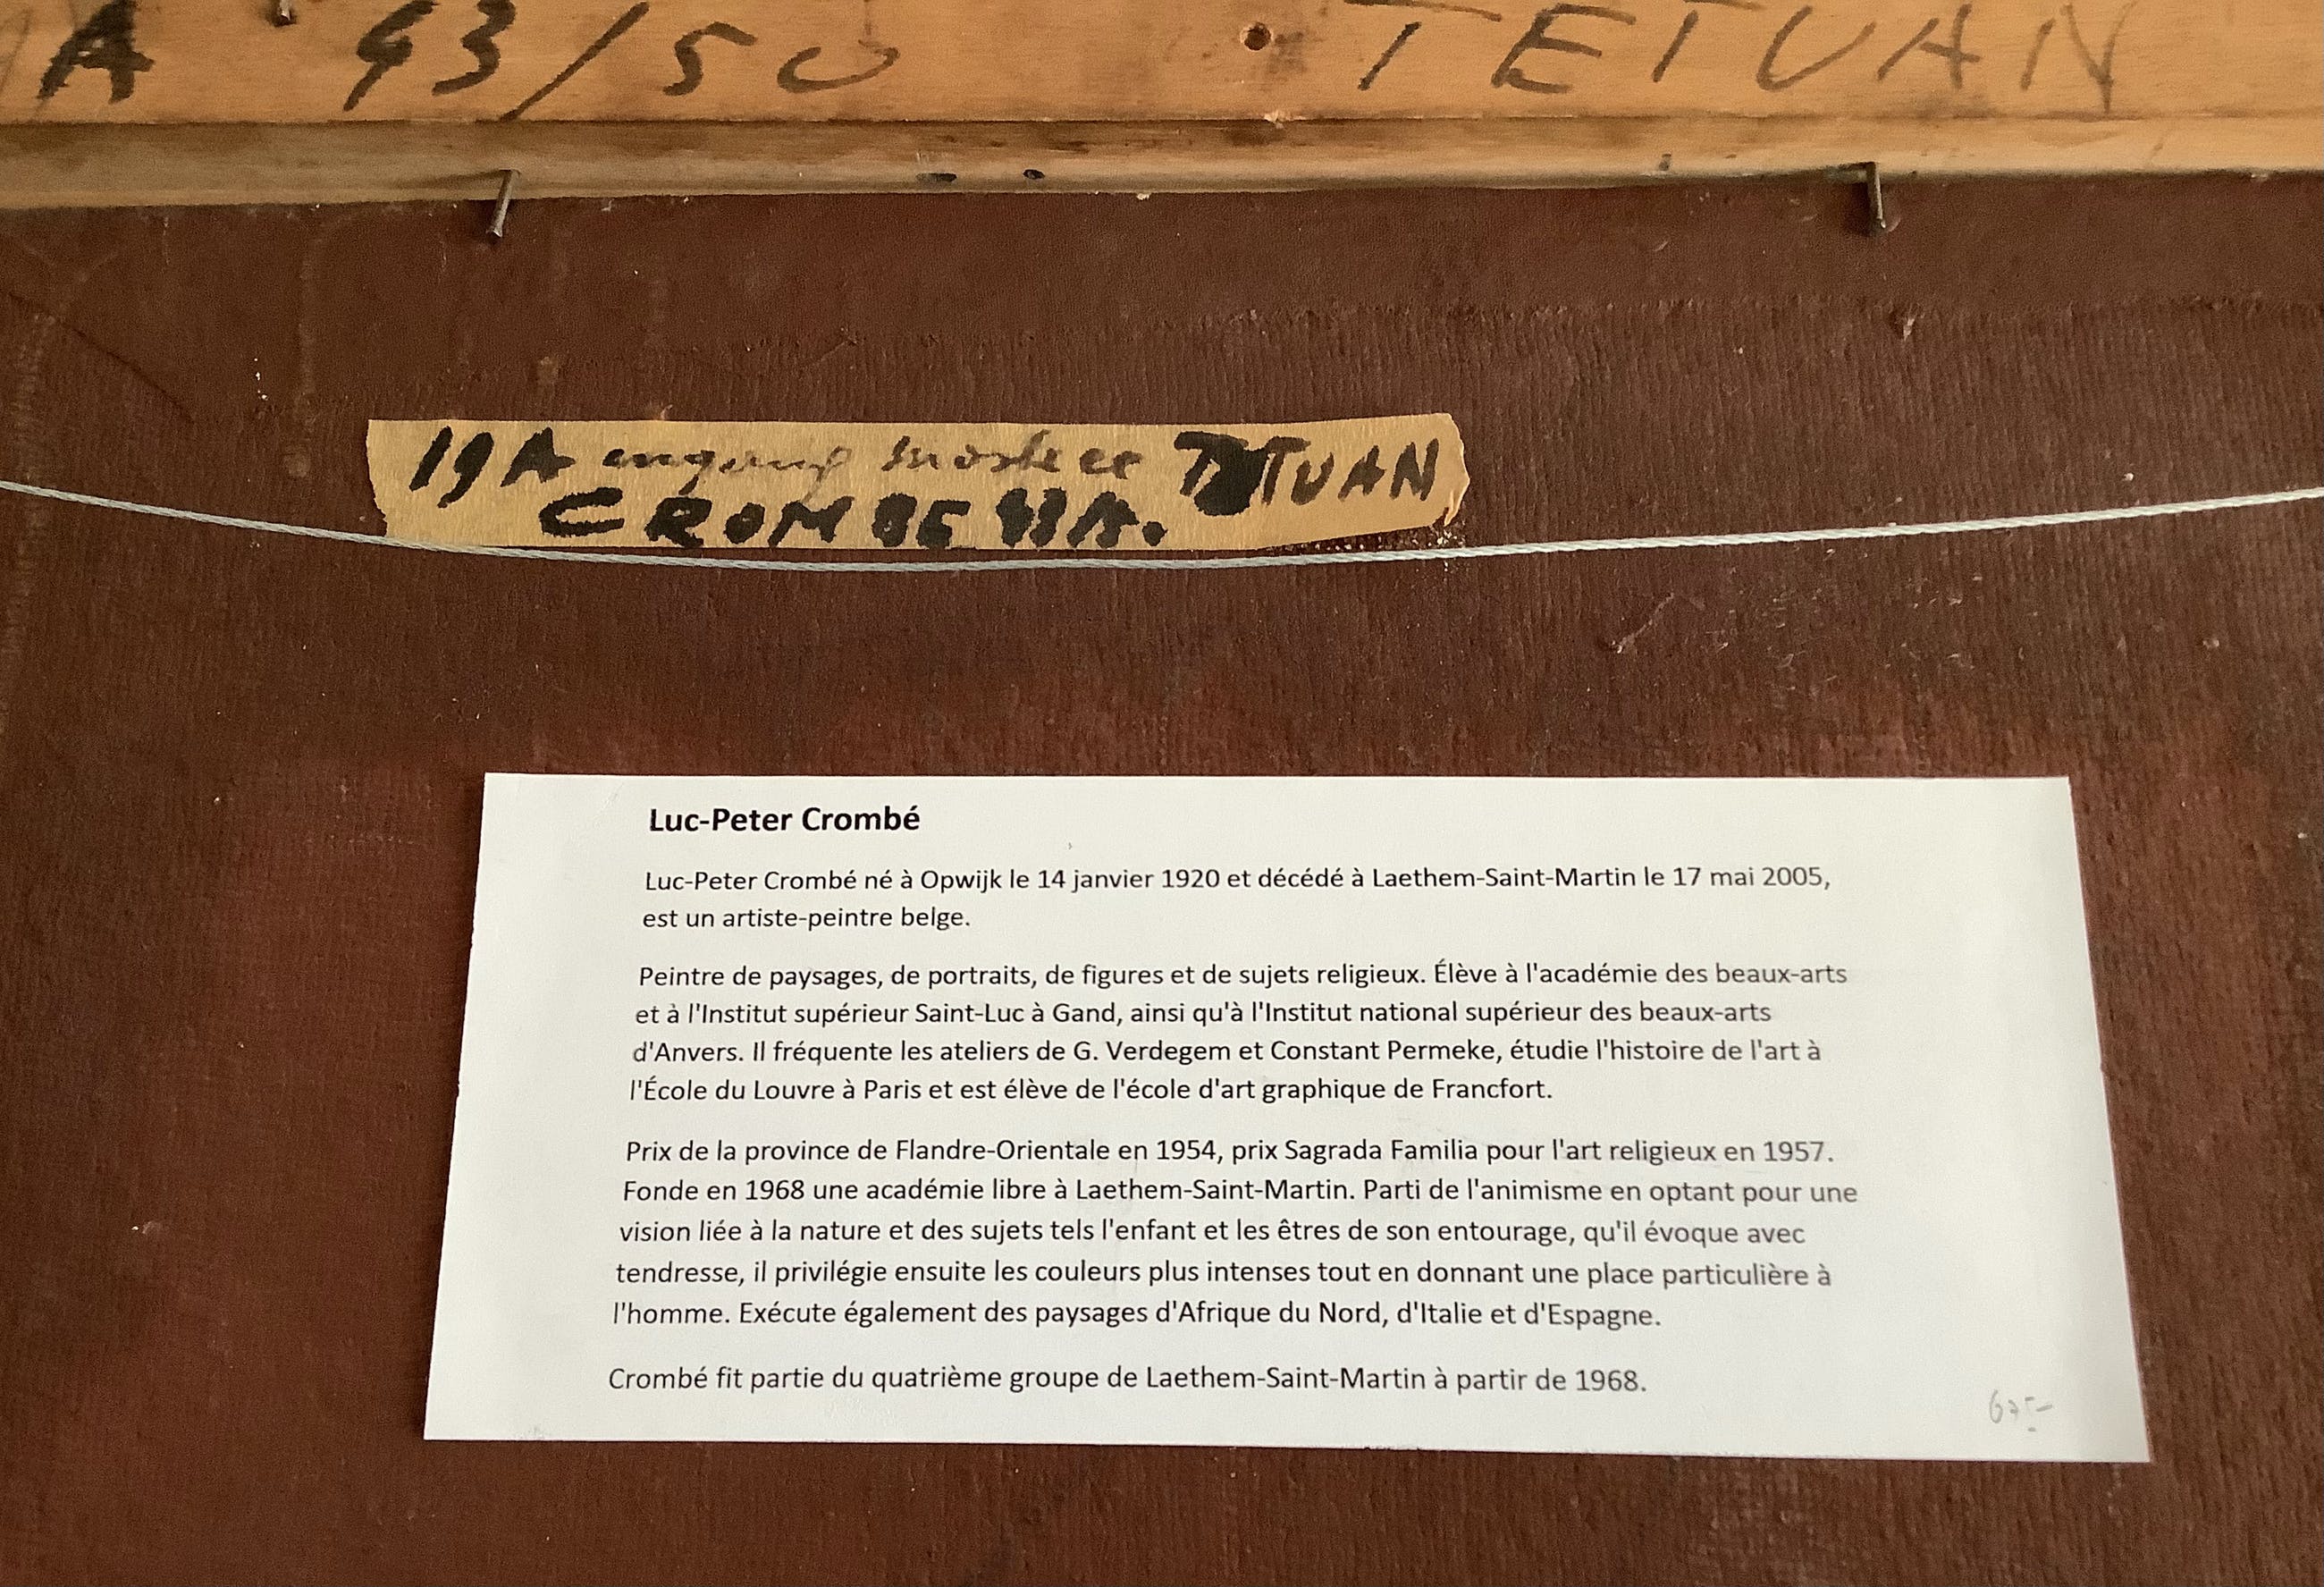 A 43/50 TETUAN
19A ingang moskee TETUAN
CROMBE
Luc-Peter Crombé
Luc-Peter Crombé né à Opwijk le 14 janvier 1920 et décédé à Laethem-Saint-Martin le 17 mai 2005,
est un artiste-peintre belge.
Peintre de paysages, de portraits, de figures et de sujets religieux. Élève à l'académie des beaux-arts
et à l'Institut supérieur Saint-Luc à Gand, ainsi qu'à l'Institut national supérieur des beaux-arts
d'Anvers. Il fréquente les ateliers de G. Verdegem et Constant Permeke, étudie l'histoire de l'art à
l'École du Louvre à Paris et est élève de l'école d'art graphique de Francfort.
Prix de la province de Flandre-Orientale en 1954, prix Sagrada Familia pour l'art religieux en 1957.
Fonde en 1968 une académie libre à Laethem-Saint-Martin. Parti de l'animisme en optant pour une
vision liée à la nature et des sujets tels l'enfant et les êtres de son entourage, qu'il évoque avec
tendresse, il privilégie ensuite les couleurs plus intenses tout en donnant une place particulière à
l'homme. Exécute également des paysages d'Afrique du Nord, d'Italie et d'Espagne.
Crombé fit partie du quatrième groupe de Laethem-Saint-Martin à partir de 1968.